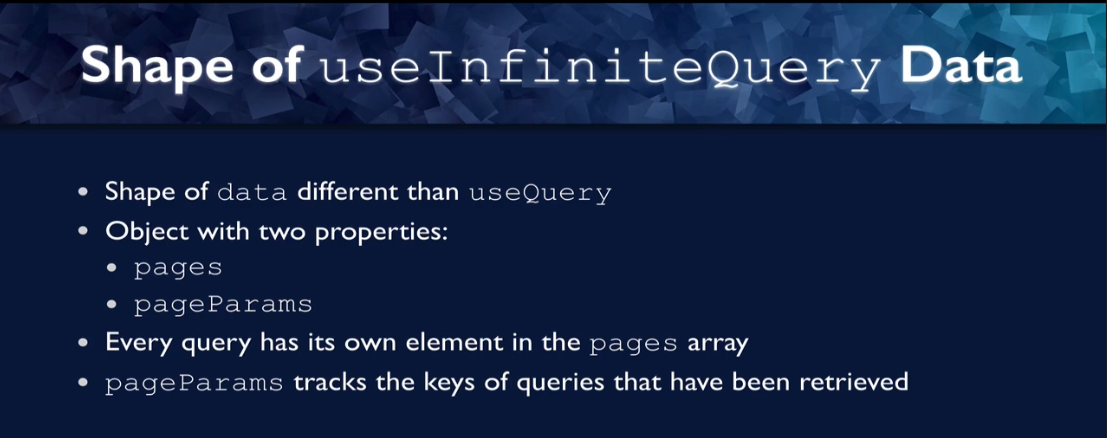 Shape of useInfiniteQuery Data
• Shape of data different than useQuery
• Object with two properties:
• pages
• pageParams
• Every query has its own element in the pages array
• pageParams tracks the keys of queries that have been retrieved